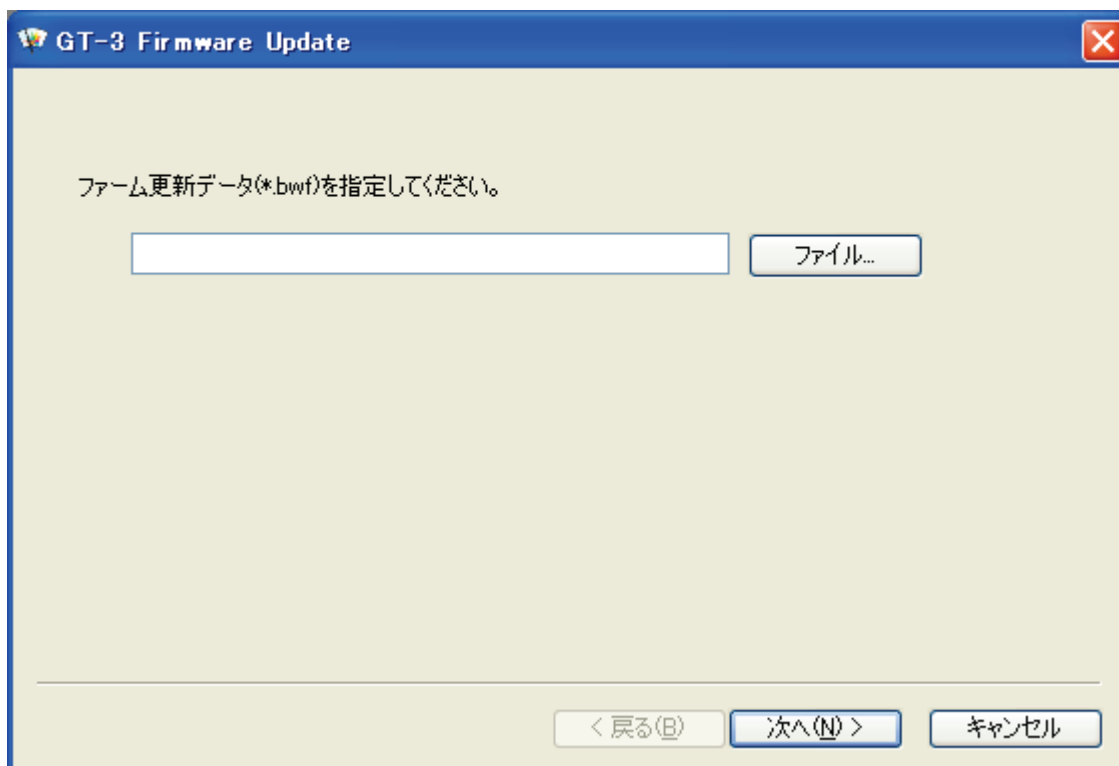 GT-3 Firmware Update
ファーム更新データ(*.bwf)を指定してください。
ファイル...
< 戻る(B)
次へ(N) >
キャンセル